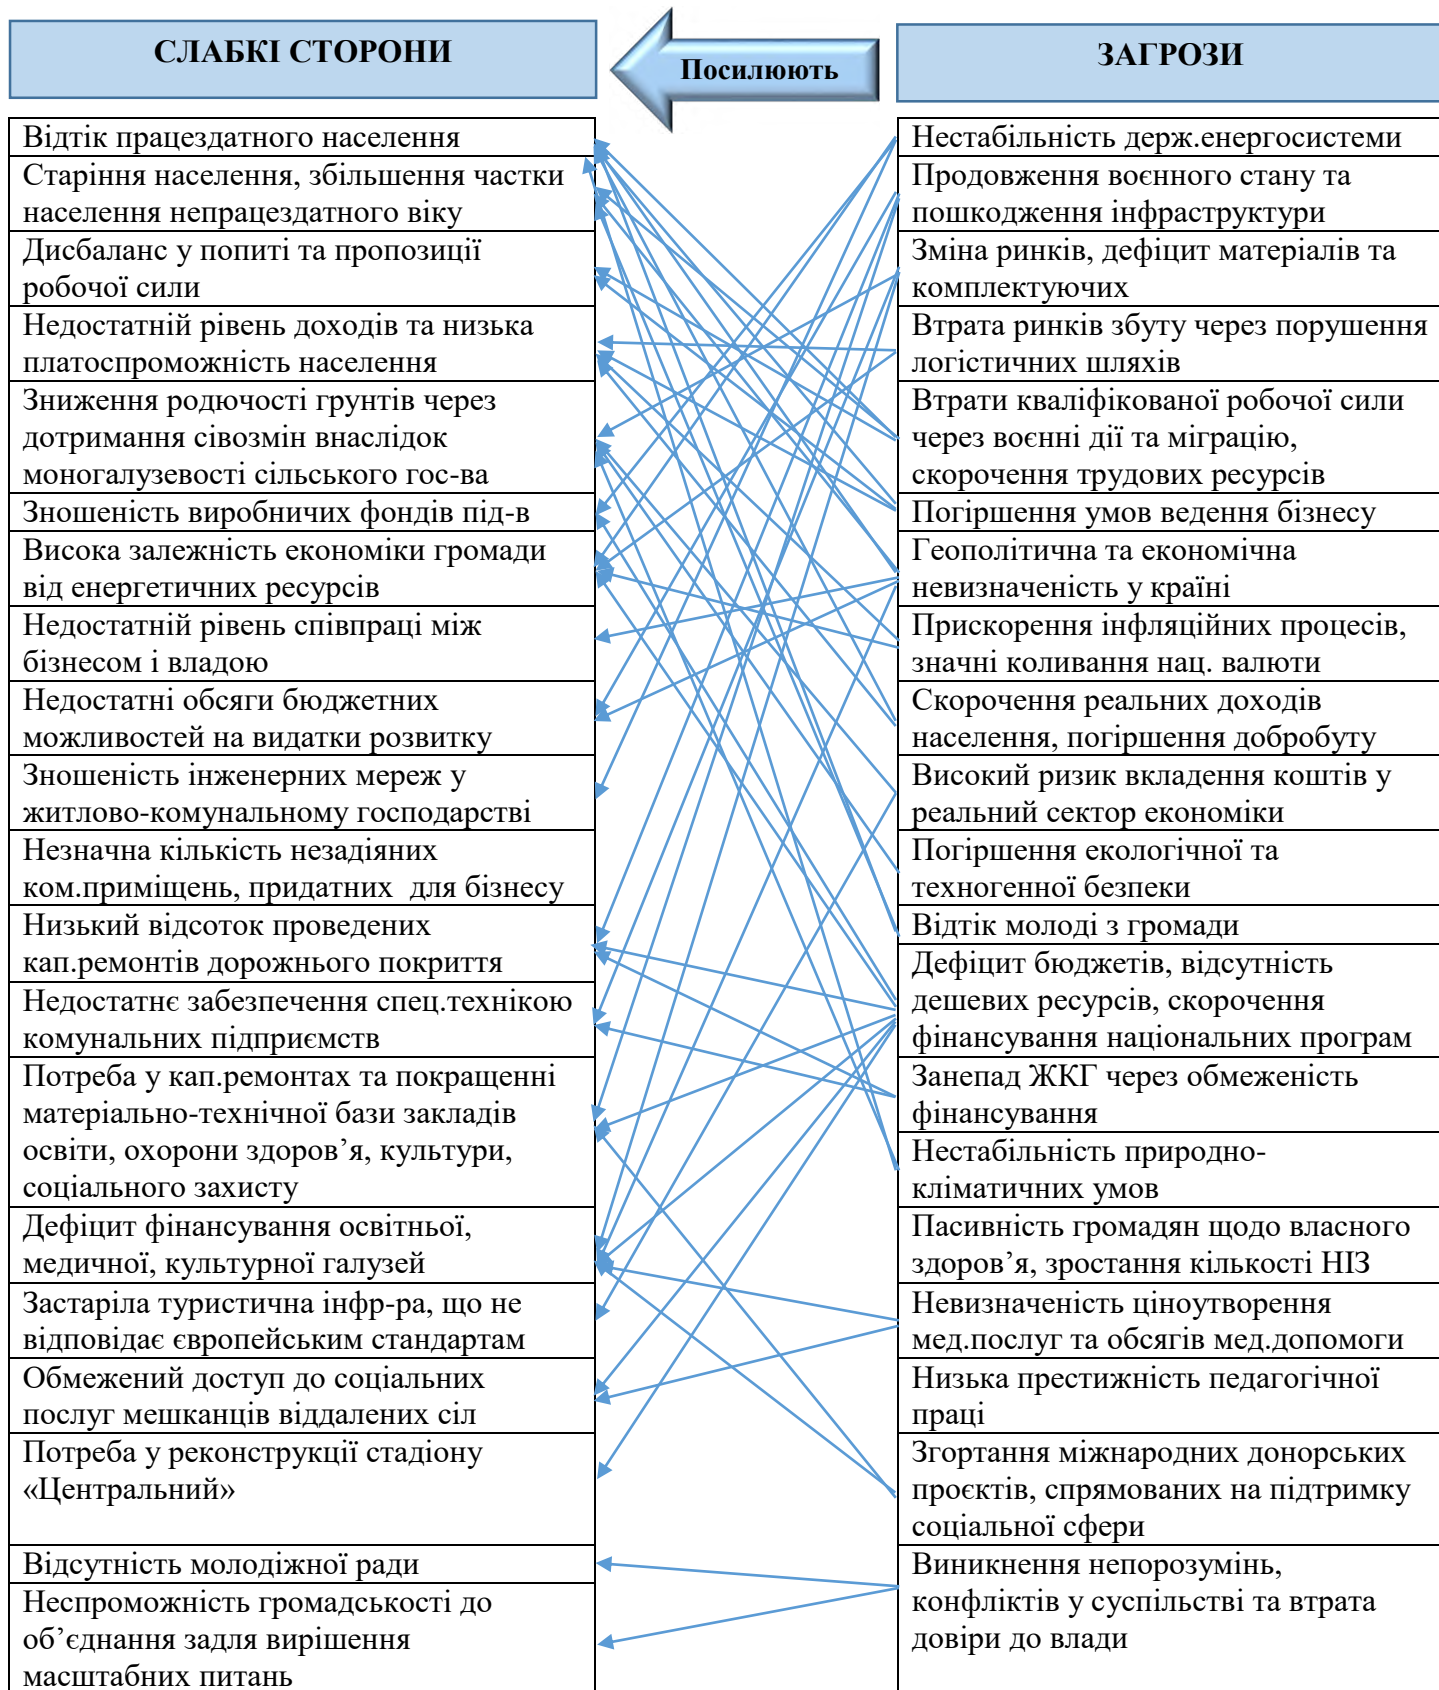 СЛАБКІ СТОРОНИ
Посилюють
ЗАГРОЗИ
Відтік працездатного населення
Старіння населення, збільшення частки
населення непрацездатного віку
Дисбаланс у попиті та пропозиції
робочої сили
Недостатній рівень доходів та низька
платоспроможність населення
Зниження родючості грунтів через
дотримання сівозмін внаслідок
моногалузевості сільського гос-ва
Зношеність виробничих фондів під-в
Висока залежність економіки громади
від енергетичних ресурсів
Недостатній рівень співпраці між
бізнесом і владою
Недостатні обсяги бюджетних
можливостей на видатки розвитку
Зношеність інженерних мереж у
житлово-комунальному господарстві
Незначна кількість незадіяних
ком.приміщень, придатних для бізнесу
Низький відсоток проведених
кап.ремонтів дорожнього покриття
Недостатнє забезпечення спец.технікою
комунальних підприємств
Потреба у кап.ремонтах та покращенні
матеріально-технічної бази закладів
освіти, охорони здоров’я, культури,
соціального захисту
Дефіцит фінансування освітньої,
медичної, культурної галузей
Застаріла туристична інфр-ра, що не
відповідає європейським стандартам
Обмежений доступ до соціальних
послуг мешканців віддалених сіл
Потреба у реконструкції стадіону
«Центральний»
Відсутність молодіжної ради
Неспроможність громадськості до
об’єднання задля вирішення
масштабних питань
Нестабільність держ.енергосистеми
Продовження воєнного стану та
пошкодження інфраструктури
Зміна ринків, дефіцит матеріалів та
комплектуючих
Втрата ринків збуту через порушення
логістичних шляхів
Втрати кваліфікованої робочої сили
через воєнні дії та міграцію,
скорочення трудових ресурсів
Погіршення умов ведення бізнесу
Геополітична та економічна
невизначеність у країні
Прискорення інфляційних процесів,
значні коливання нац. валюти
Скорочення реальних доходів
населення, погіршення добробуту
Високий ризик вкладення коштів у
реальний сектор економіки
Погіршення екологічної та
техногенної безпеки
Відтік молоді з громади
Дефіцит бюджетів, відсутність
дешевих ресурсів, скорочення
фінансування національних програм
Занепад ЖКГ через обмеженість
фінансування
Нестабільність природно-
кліматичних умов
Пасивність громадян щодо власного
здоров’я, зростання кількості НІЗ
Невизначеність ціноутворення
мед.послуг та обсягів мед.допомоги
Низька престижність педагогічної
праці
Згортання міжнародних донорських
проєктів, спрямованих на підтримку
соціальної сфери
Виникнення непорозумінь,
конфліктів у суспільстві та втрата
довіри до влади